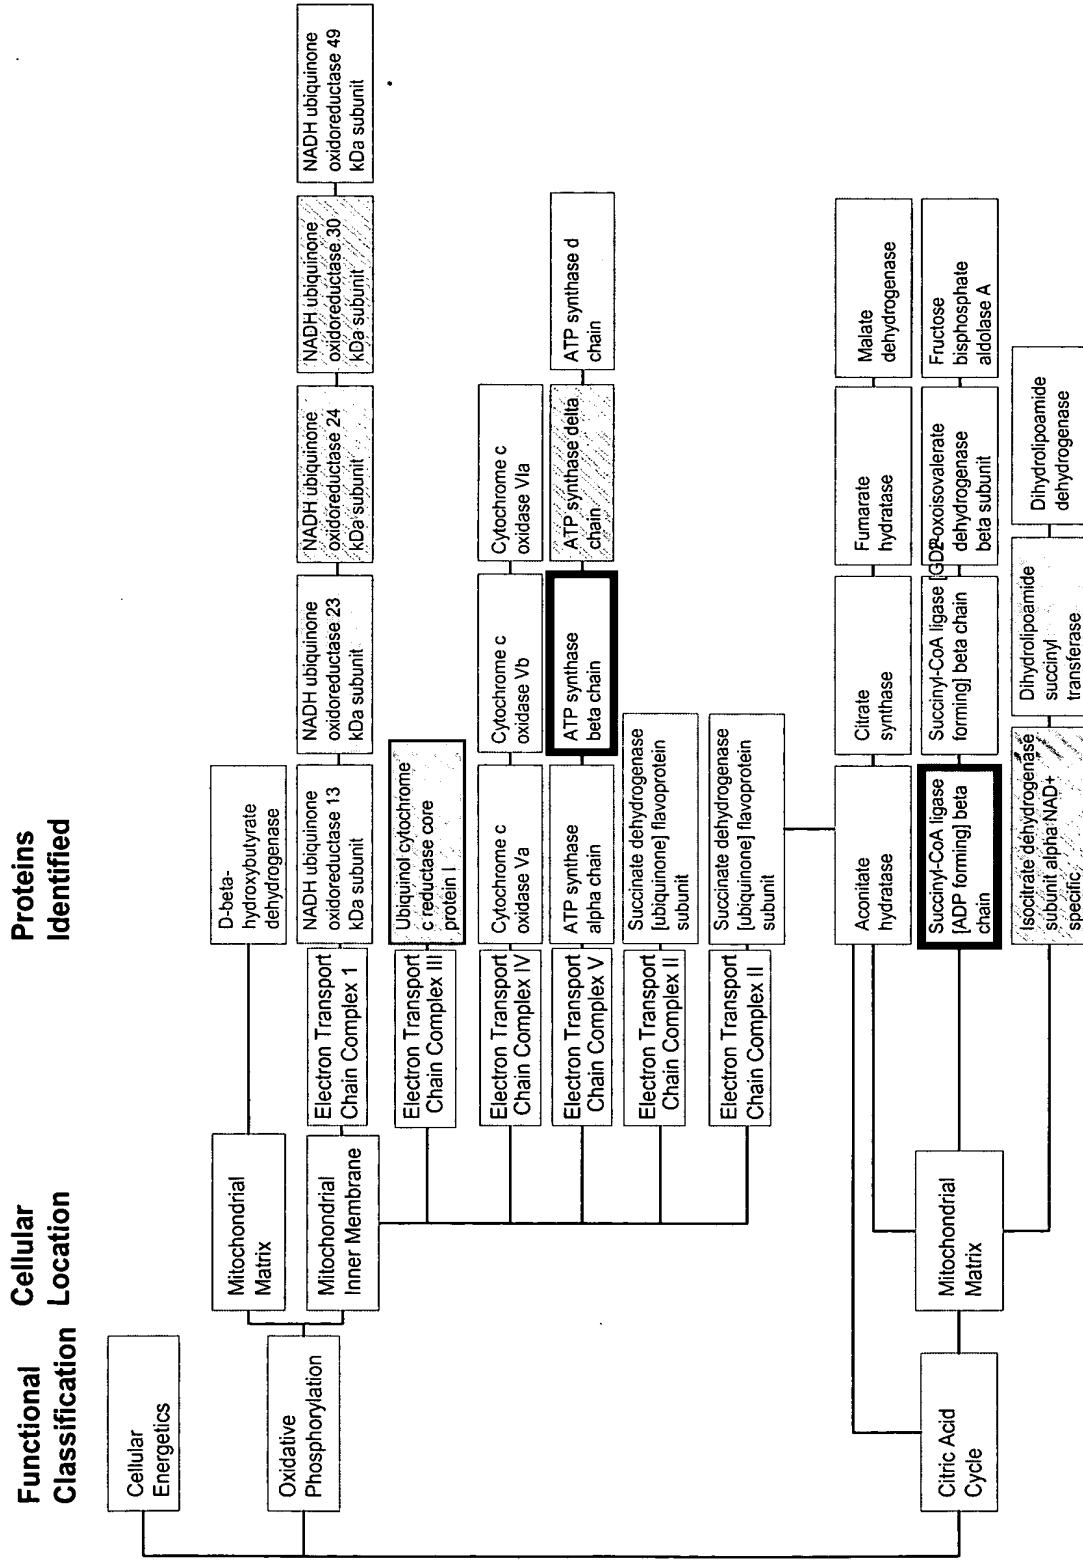 Functional
Classification
Cellular
Location
Proteins
Identified
Cellular
Energetics
Oxidative
Phosphorylation
Mitochondrial
Matrix
D-beta-
hydroxybutyrate
dehydrogenase
Mitochondrial
Inner Membrane
Electron Transport
Chain Complex 1
NADH ubiquinone
oxidoreductase 13
kDa subunit
NADH ubiquinone
oxidoreductase 23
kDa subunit
NADH ubiquinone
oxidoreductase 24
kDa subunit
NADH ubiquinone
oxidoreductase 30
kDa subunit
NADH ubiquinone
oxidoreductase 49
kDa subunit
Electron Transport
Chain Complex III
Ubiquinol cytochrome
c reductase core
protein I
Electron Transport
Chain Complex IV
Cytochrome c
oxidase Va
Cytochrome c
oxidase Vb
Cytochrome c
oxidase VIa
Electron Transport
Chain Complex V
ATP synthase
alpha chain
ATP synthase
beta chain
ATP synthase delta
chain
ATP synthase d
chain
Electron Transport
Chain Complex II
Succinate dehydrogenase
[ubiquinone] flavoprotein
subunit
Electron Transport
Chain Complex II
Succinate dehydrogenase
[ubiquinone] flavoprotein
subunit
Citric Acid
Cycle
Mitochondrial
Matrix
Aconitate
hydratase
Citrate
synthase
Fumarate
hydratase
Malate
dehydrogenase
Succinyl-CoA ligase
[ADP forming] beta
chain
Succinyl-CoA ligase [GDP
forming] beta chain
2-oxoisovalerate
dehydrogenase
beta subunit
Fructose
bisphosphate
aldolase A
Isocitrate dehydrogenase
subunit alpha NAD+
specific
Dihydrolipoamide
succinyl
transferase
Dihydrolipoamide
dehydrogenase